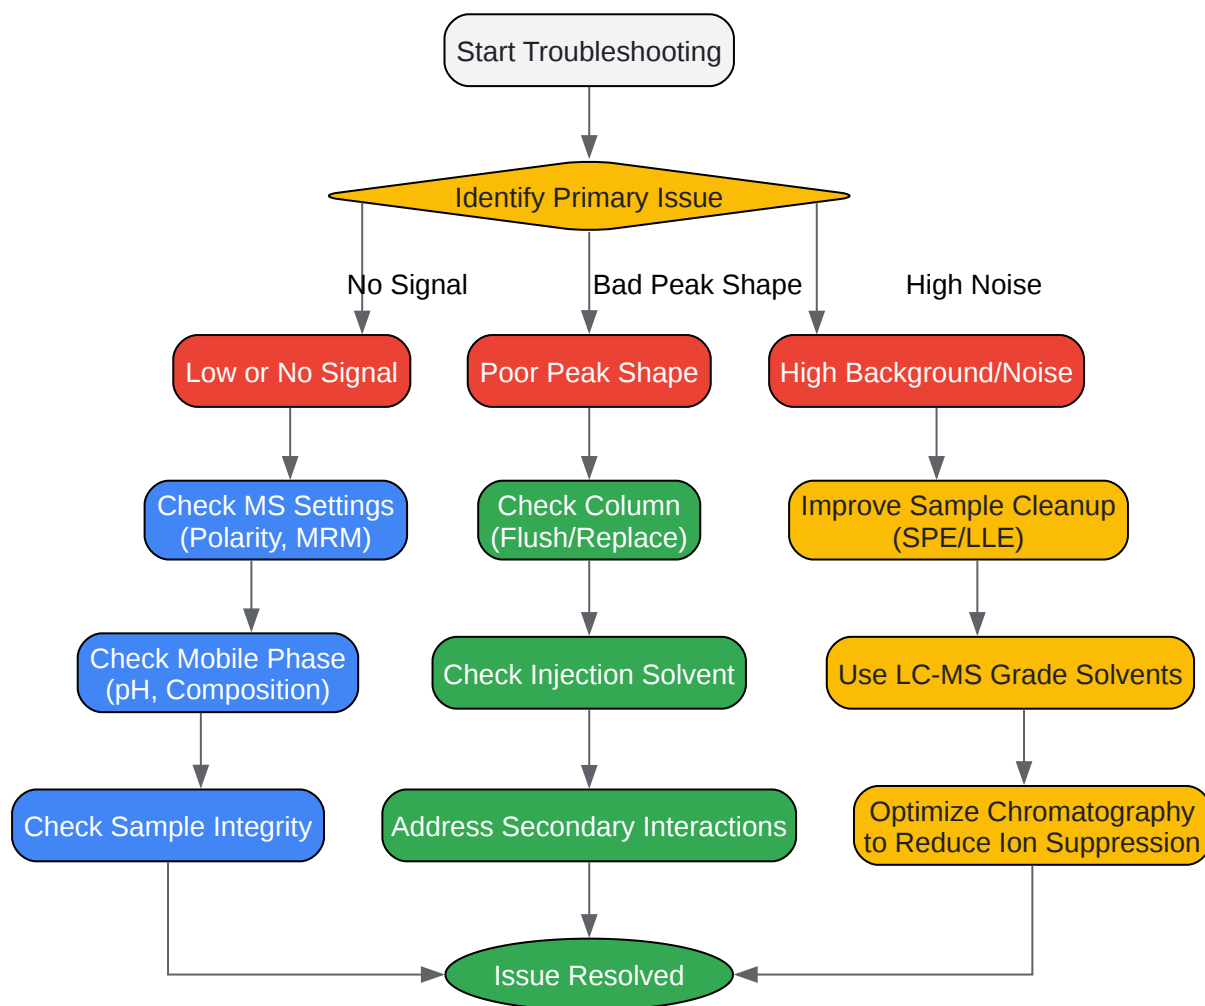 Start Troubleshooting
Identify Primary Issue
No Signal
Bad Peak Shape
High Noise
Low or No Signal
Poor Peak Shape
High Background/Noise
Check MS Settings
(Polarity, MRM)
Check Column
(Flush/Replace)
Improve Sample Cleanup
(SPE/LLE)
Check Mobile Phase
(pH, Composition)
Check Injection Solvent
Use LC-MS Grade Solvents
Check Sample Integrity
Address Secondary Interactions
Optimize Chromatography
to Reduce Ion Suppression
Issue Resolved